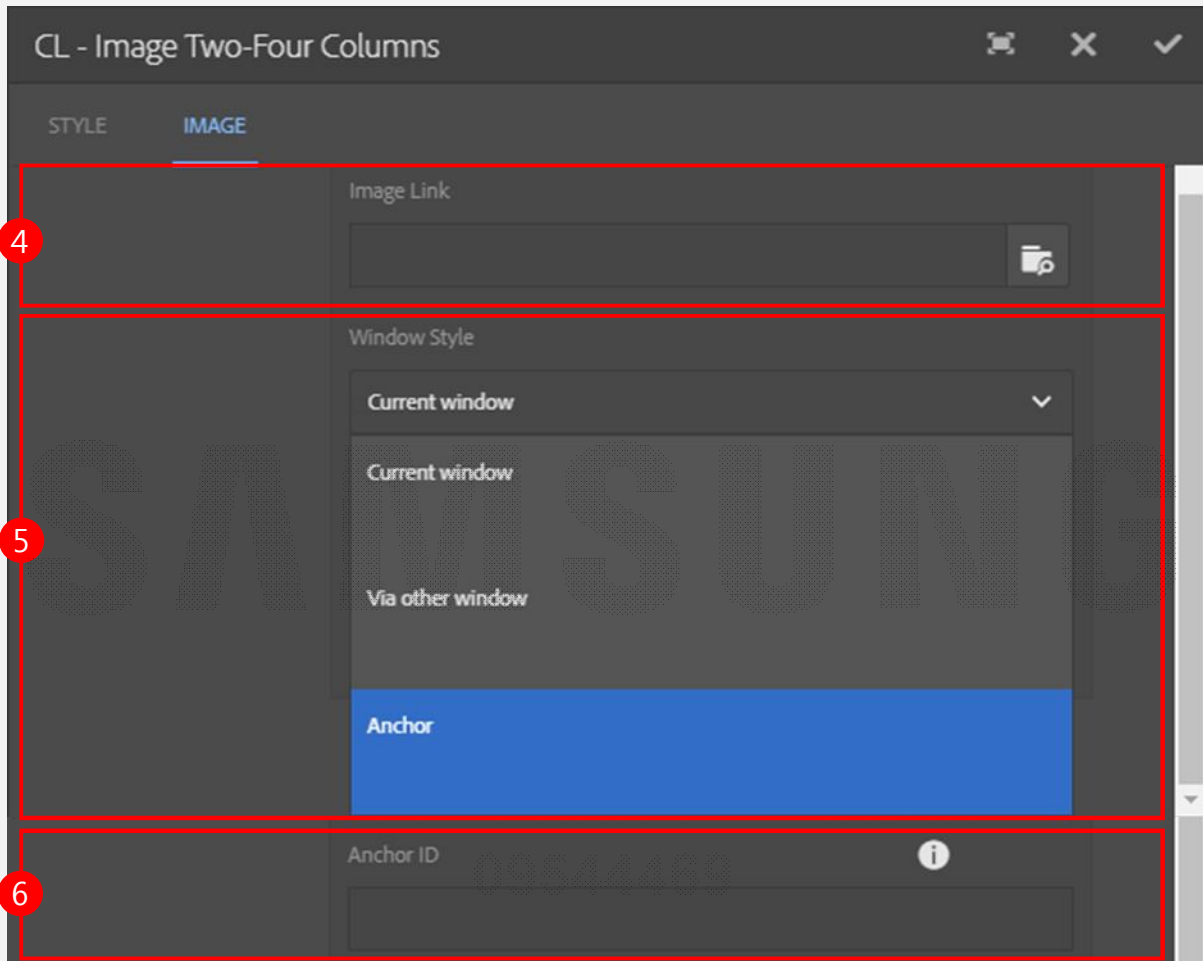 CL - Image Two-Four Columns
STYLE IMAGE
Image Link
4
Window Style
Current window
Current window
SAMSUNG
5
Via other window
Anchor
Anchor ID
6